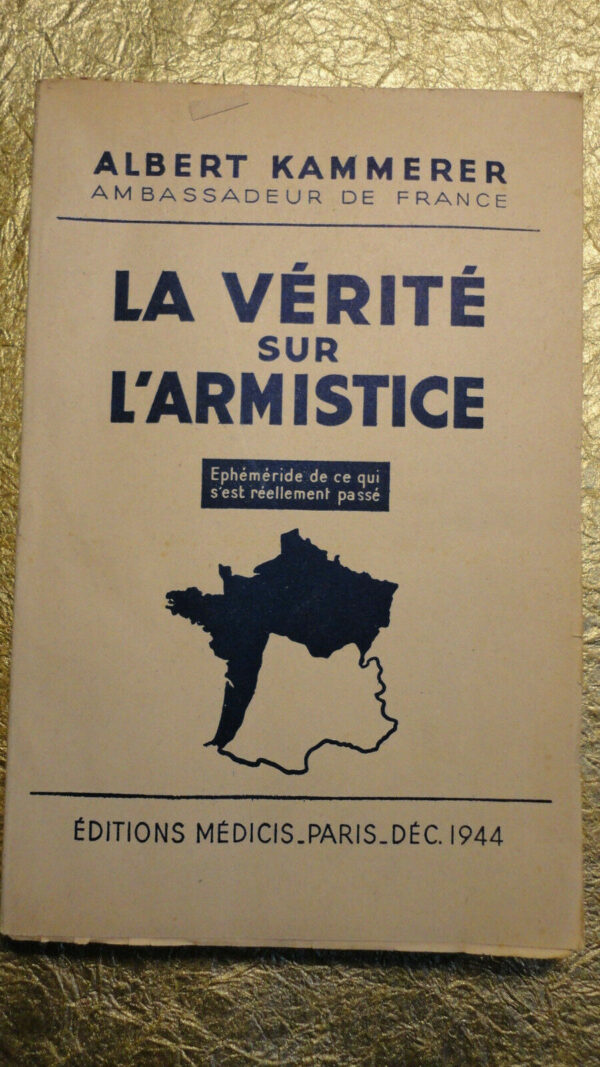 ALBERT KAMMERER
AMBASSADEUR DE FRANCE
LA VÉRITÉ
SUR
L'ARMISTICE
Ephéméride de ce qui
s'est réellement passé
ÉDITIONS MÉDICIS_PARIS_DÉC. 1944